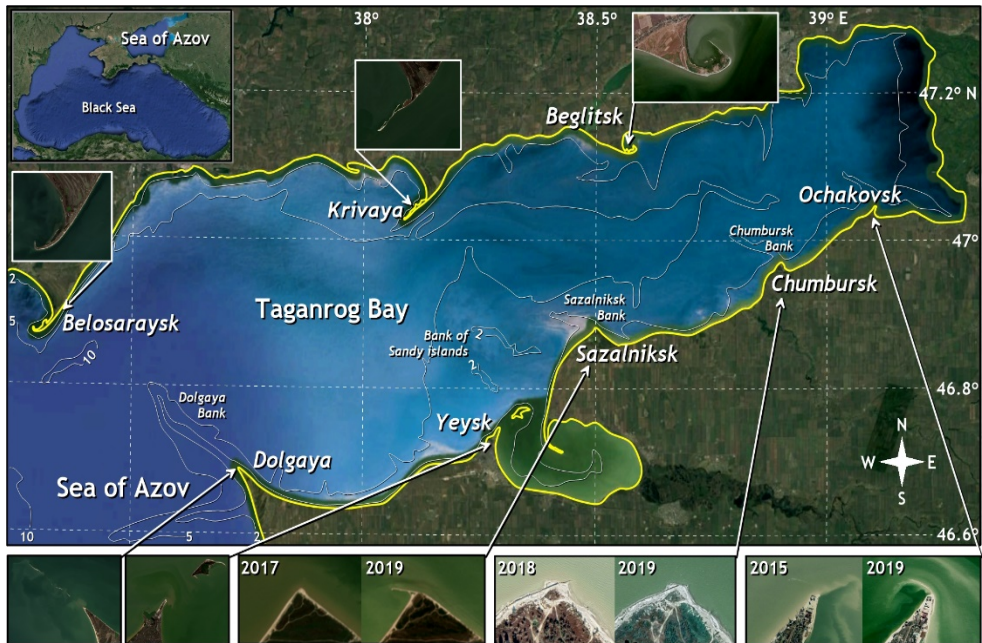 Sea of Azov
Black Sea
38°
38.5°
39° E
47.2° N
Beglitsk
Krivaya
Ochakovsk
47°
Chumbursk
Bank
Chumbursk
2
5
Belosaraysk
Taganrog Bay
Sazalniksk
Bank
Bank of
Sandy islands
2
2
10
Sazalniksk
46.8°
Dolgaya
Bank
Yeysk
N
W
E
S
Dolgaya
Sea of Azov
10
5
2
46.6°
2017
2019
2018
2019
2015
2019